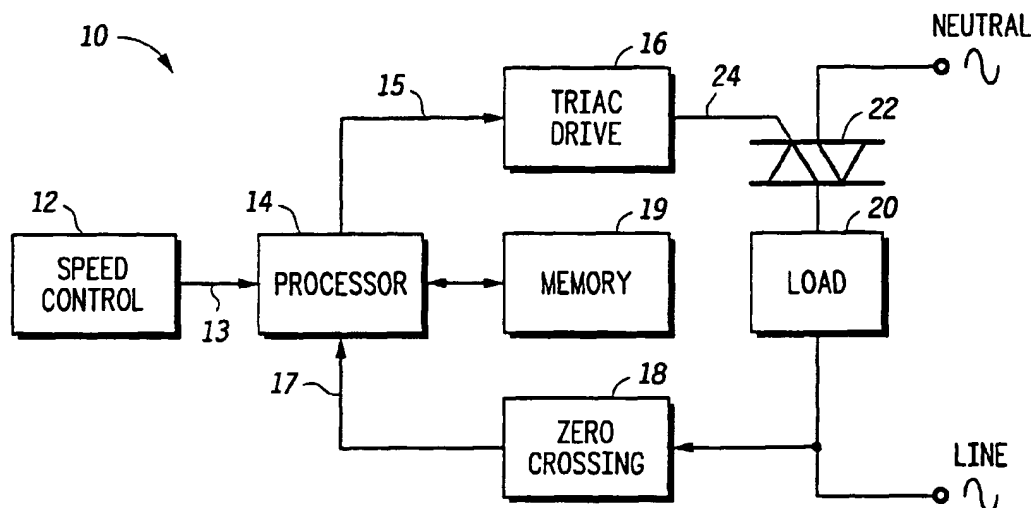 10
NEUTRAL
16
15
TRIAC
DRIVE
24
22
12
14
19
20
SPEED
CONTROL
PROCESSOR
MEMORY
LOAD
13
17
18
ZERO
CROSSING
LINE